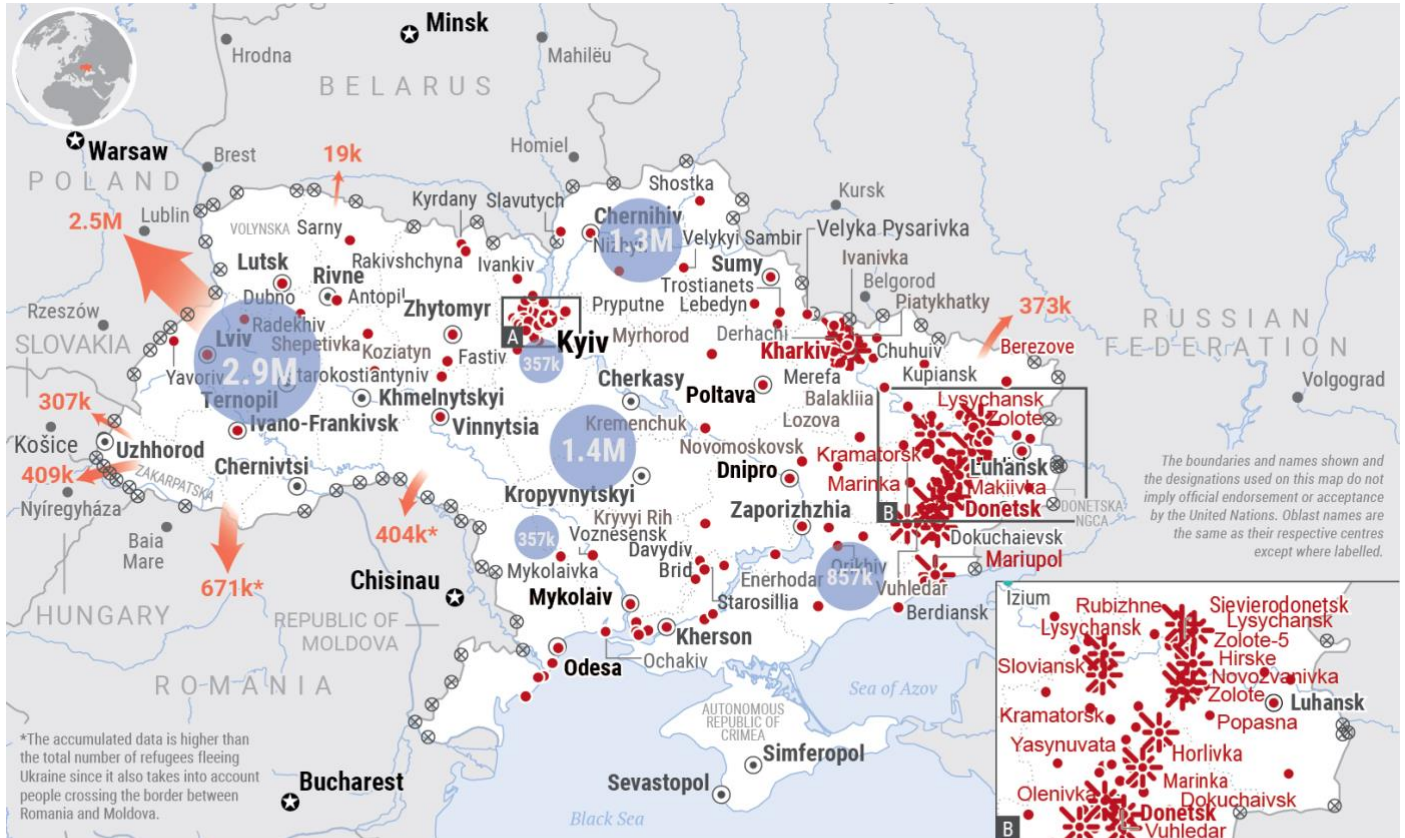 Minsk
Hrodna
Mahilëu
BELARUS
Warsaw
Brest
19k
Homiel
Shostka
POLAND
Kyrdany
Slavutych
Kursk
2.5M
Lublin
VOLYNSKA
Sarny
Chernihiv
1.3M
Nizhyn
Velykyi Sambir
Velyka Pysarivka
Rakivshchyna
Ivankiv
Sumy
Ivanivka
Lutsk
Rivne
Trostianets
Belgorod
Dubno
Antopil
Zhytomyr
Pryputne
Lebedyn
Piatykhatky
373k
RUSSIAN
FEDERATION
Rzeszów
Radekhiv
A
Kyiv
Myrhorod
Derhachi
SLOVAKIA
Lviv
Shepetivka
Koziatyn
Fastiv
357k
Kharkiv
Chuhuiv
Berezove
Yavoriv
2.9M
Starokostiantyniv
Cherkasy
Merefa
Kupiansk
Volgograd
Ternopil
Khmelnytskyi
Poltava
Balakliia
307k
Ivano-Frankivsk
Vinnytsia
Kremenchuk
Lozova
Lysychansk
Zolote
Košice
Uzhhorod
1.4M
Novomoskovsk
Kramatorsk
409k
ZAKARPATSKA
Chernivtsi
Dnipro
Luhansk
Nyíregyháza
Kropyvnytskyi
Marinka
Makiivka
Baia
Mare
404k*
Kryvyi Rih
Zaporizhzhia
B
Donetsk
DONETSKA
NGCA
357k
Voznesensk
Dokuchaievsk
671k*
Chisinau
Mykolaivka
Davydiv
Brid
Enerhodar
Orikhiv
857k
Vuhledar
Mariupol
HUNGARY
REPUBLIC OF
MOLDOVA
Mykolaiv
Starosillia
Berdiansk
Kherson
Odesa
Ochakiv
ROMANIA
Sea of Azov
AUTONOMOUS
REPUBLIC OF
CRIMEA
Simferopol
Sevastopol
Bucharest
Black Sea
*The accumulated data is higher than
the total number of refugees fleeing
Ukraine since it also takes into account
people crossing the border between
Romania and Moldova.
The boundaries and names shown and
the designations used on this map do not
imply official endorsement or acceptance
by the United Nations. Oblast names are
the same as their respective centres
except where labelled.
Izium
Rubizhne
Sievierodonetsk
Lysychansk
Lysychansk
Zolote-5
Sloviansk
Hirske
Novozvanivka
Zolote
Luhansk
Kramatorsk
Popasna
Yasynuvata
Horlivka
Marinka
Olenivka
Dokuchaivsk
Donetsk
B
Vuhledar